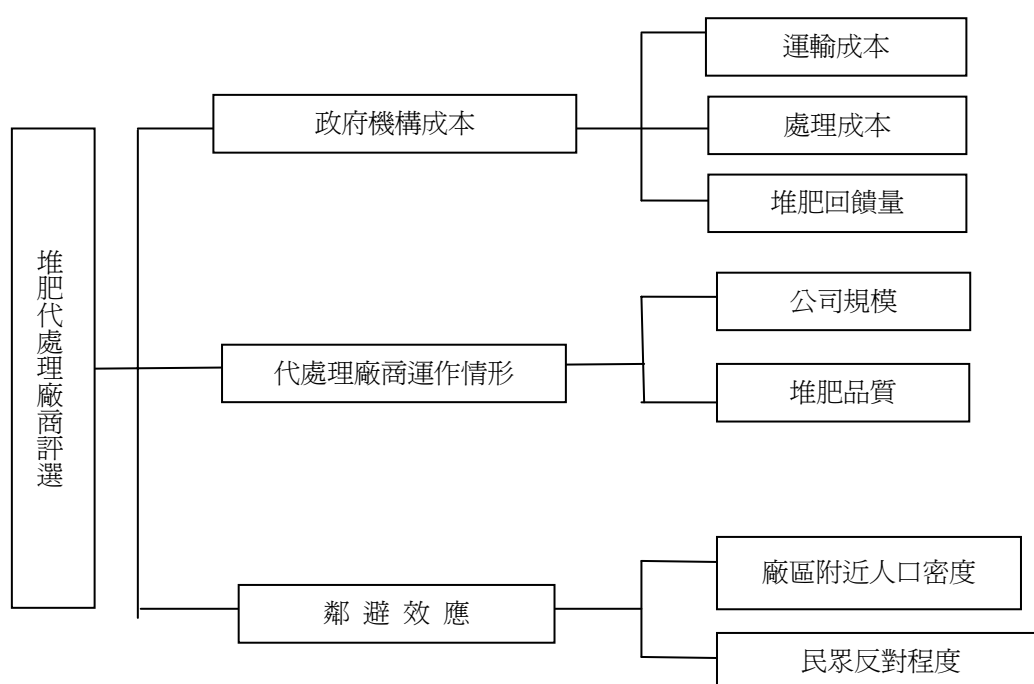 堆肥代處理廠商評選
政府機構成本
運輸成本
處理成本
堆肥回饋量
代處理廠商運作情形
公司規模
堆肥品質
鄰 避 效 應
廠區附近人口密度
民眾反對程度